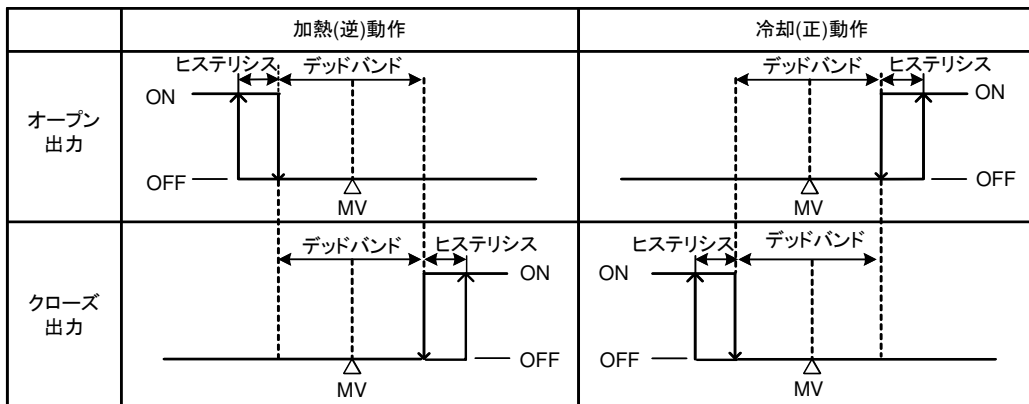 加熱(逆)動作
冷却(正)動作
オープン
出力
ヒステリシス
デッドバンド
ON
OFF
MV
デッドバンド
ヒステリシス
ON
OFF
MV
クローズ
出力
デッドバンド
ヒステリシス
ON
OFF
MV
ヒステリシス
デッドバンド
ON
OFF
MV